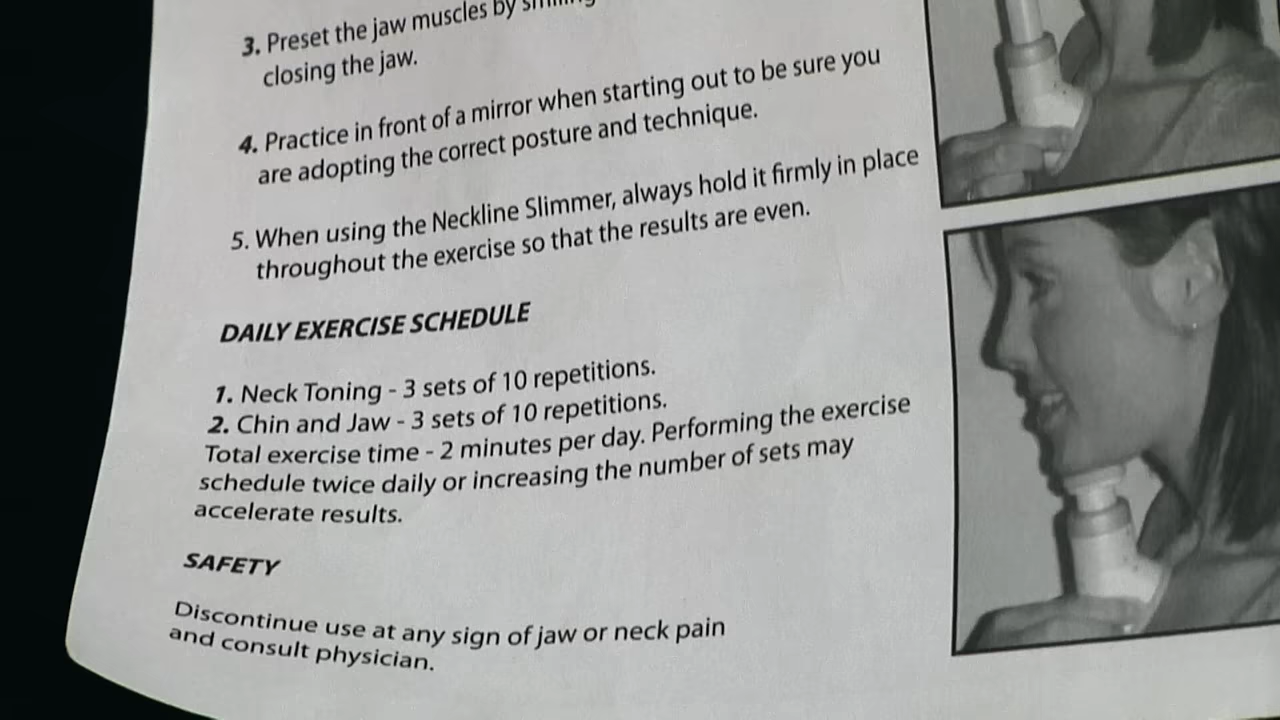 3. Preset the jaw muscles by smiling
closing the jaw.
4. Practice in front of a mirror when starting out to be sure you
are adopting the correct posture and technique.
5. When using the Neckline Slimmer, always hold it firmly in place
throughout the exercise so that the results are even.
DAILY EXERCISE SCHEDULE
1. Neck Toning - 3 sets of 10 repetitions.
2. Chin and Jaw - 3 sets of 10 repetitions.
Total exercise time - 2 minutes per day. Performing the exercise
schedule twice daily or increasing the number of sets may
accelerate results.
SAFETY
Discontinue use at any sign of jaw or neck pain
and consult physician.